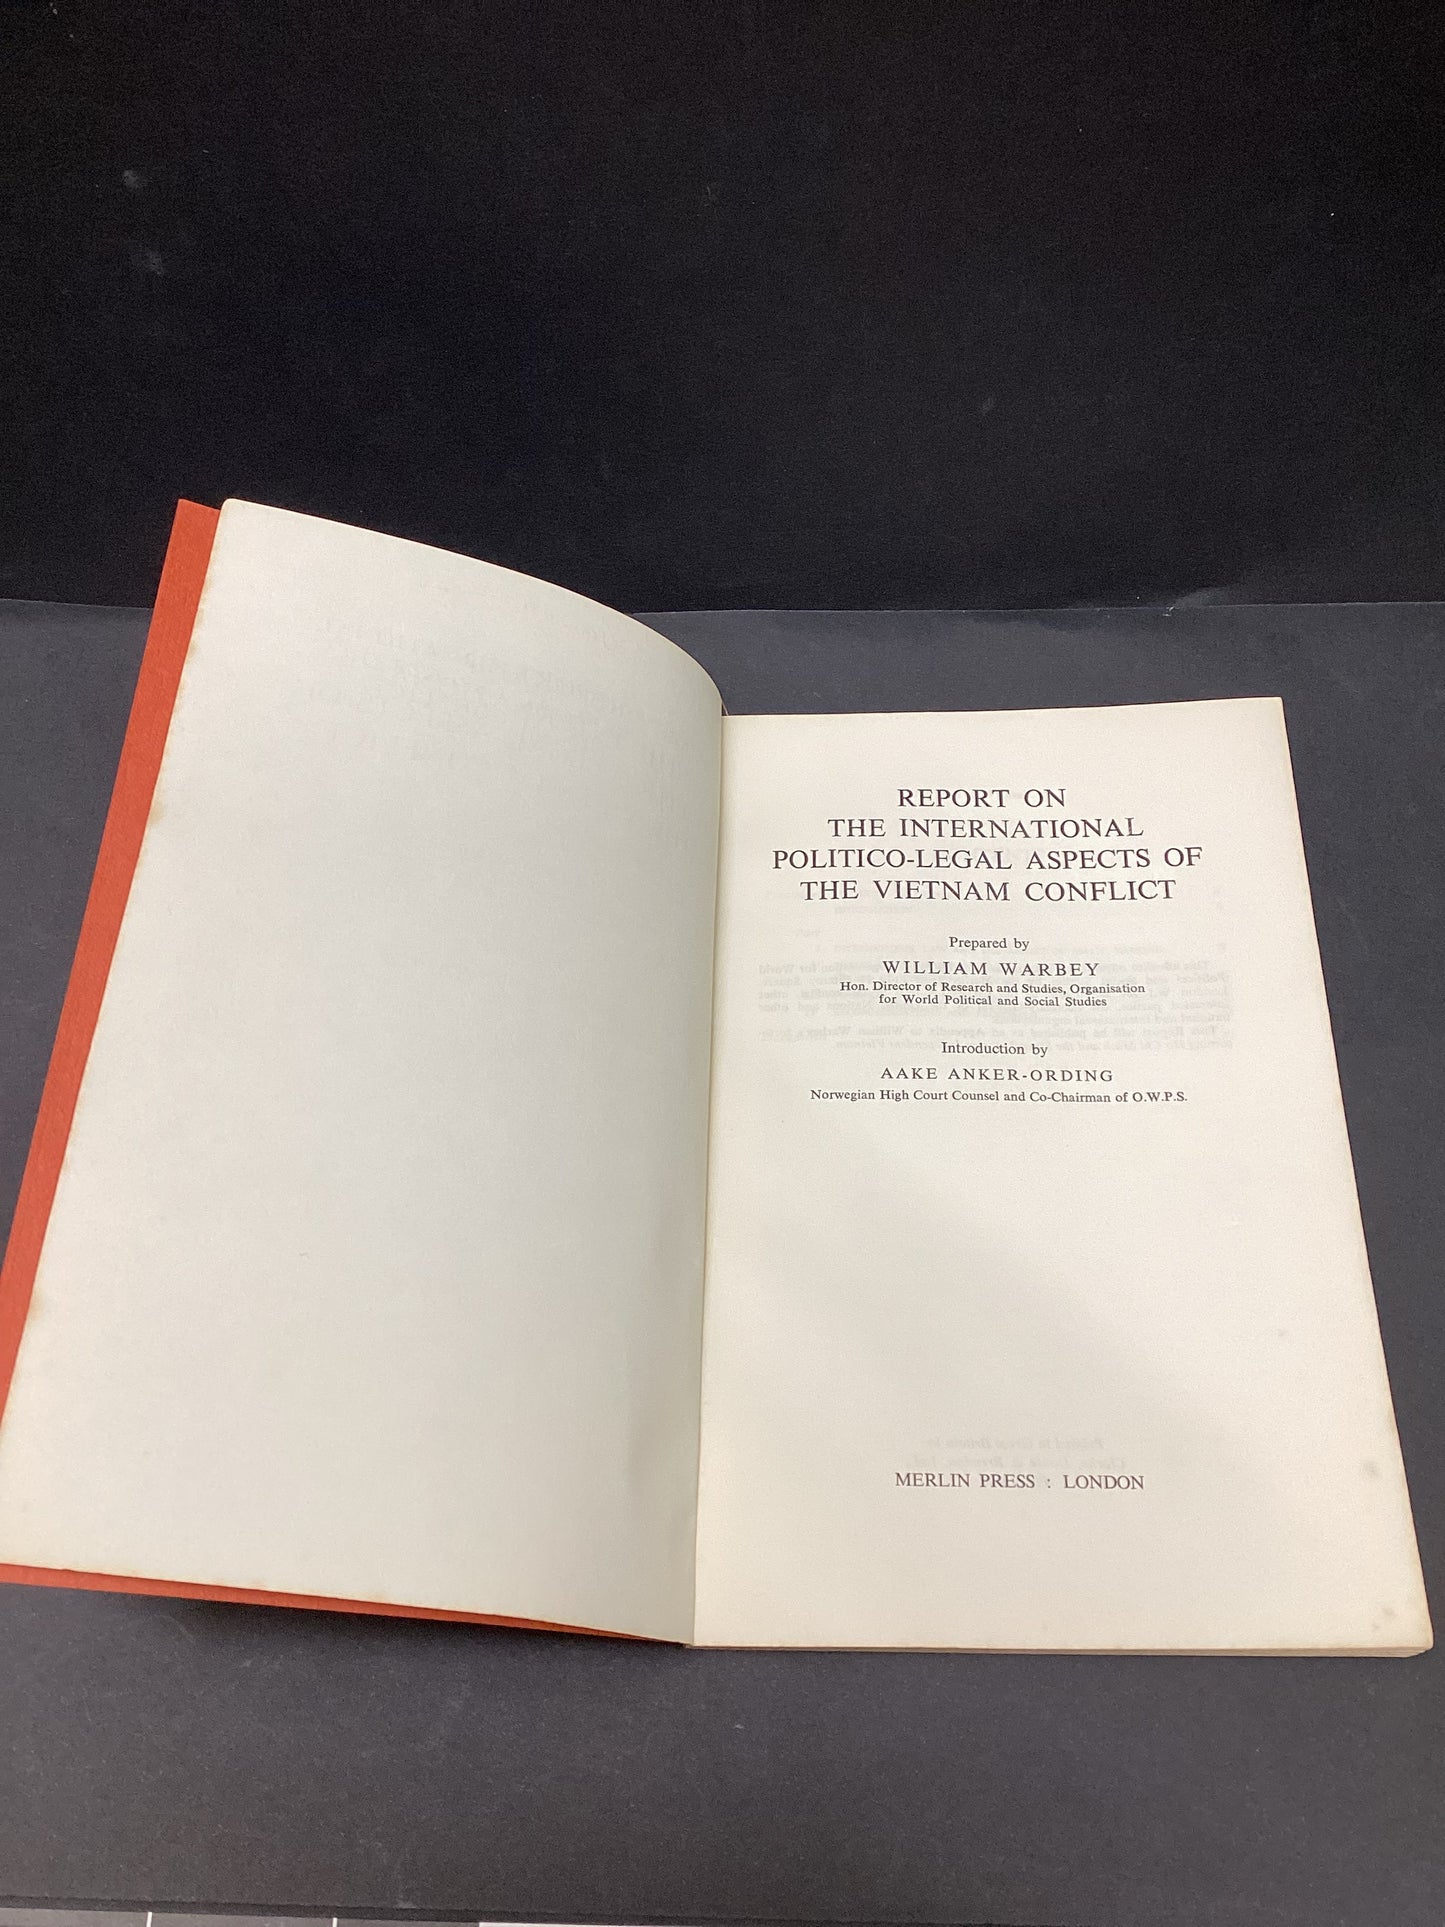 REPORT ON
THE INTERNATIONAL
POLITICO-LEGAL ASPECTS OF
THE VIETNAM CONFLICT
Prepared by
WILLIAM WARBEY
Hon. Director of Research and Studies, Organisation
for World Political and Social Studies
Introduction by
AAKE ANKER-ORDING
Norwegian High Court Counsel and Co-Chairman of O.W.P.S.
MERLIN PRESS : LONDON